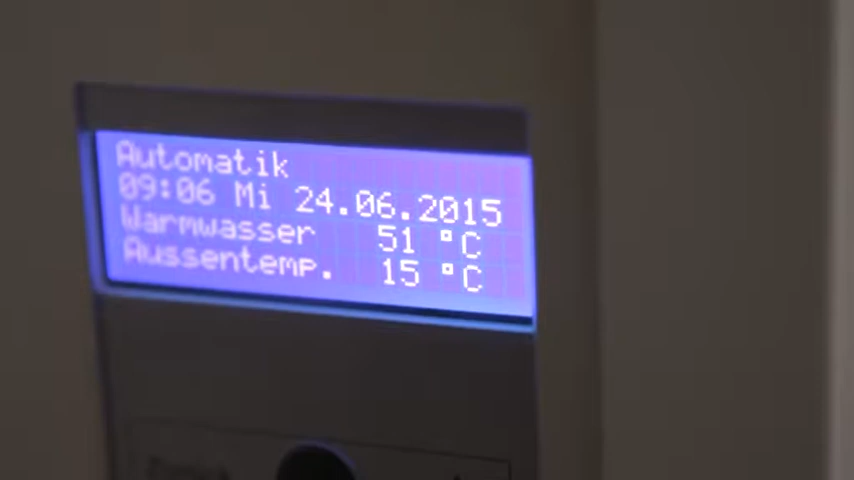 Automatik
09:06 Mi 24.06.2015
Warmwasser 51 °C
Aussentemp. 15 °C